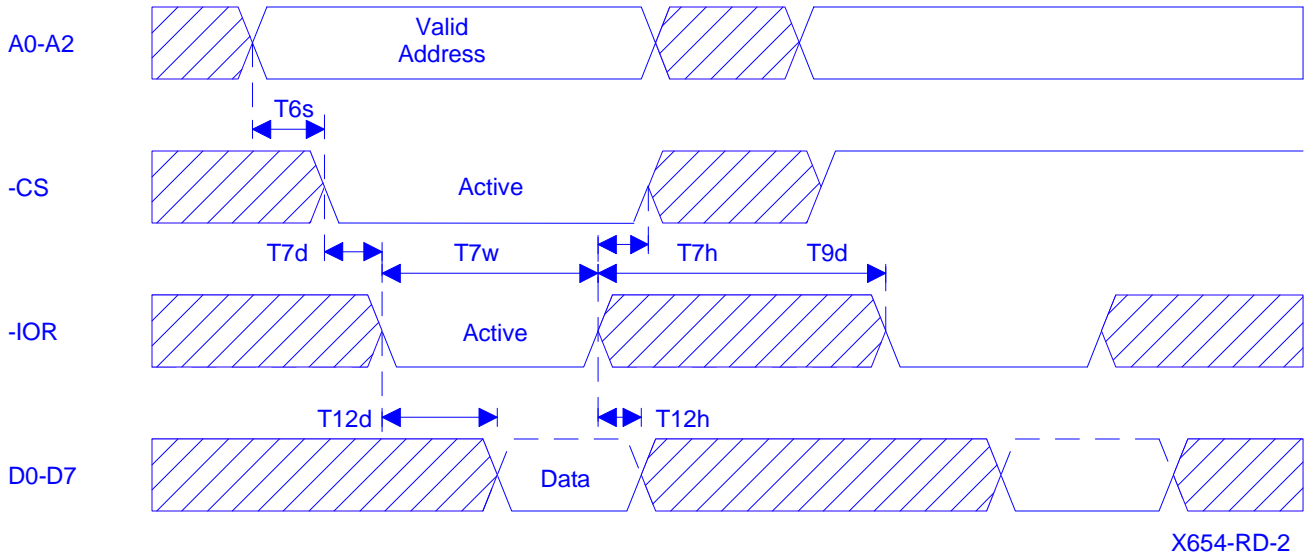 A0-A2
Valid
Address
T6s
-CS
Active
T7d
T7w
T7h
T9d
-IOR
Active
T12d
T12h
D0-D7
Data
X654-RD-2